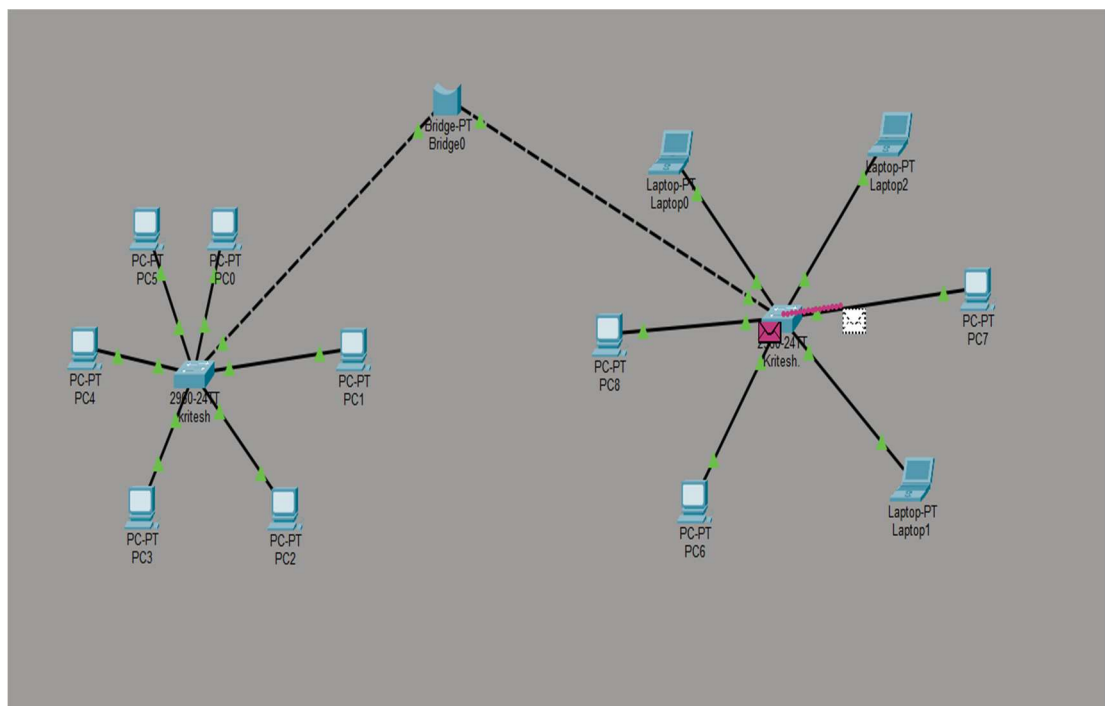 Bridge-PT
Bridge0
Laptop-PT
Laptop0
Laptop-PT
Laptop2
PC-PT
PC5
PC-PT
PC0
PC-PT
PC4
2960-24TT
kritesh
PC-PT
PC1
PC-PT
PC3
PC-PT
PC2
PC-PT
PC8
2960-24TT
Kritesh.
PC-PT
PC7
PC-PT
PC6
Laptop-PT
Laptop1